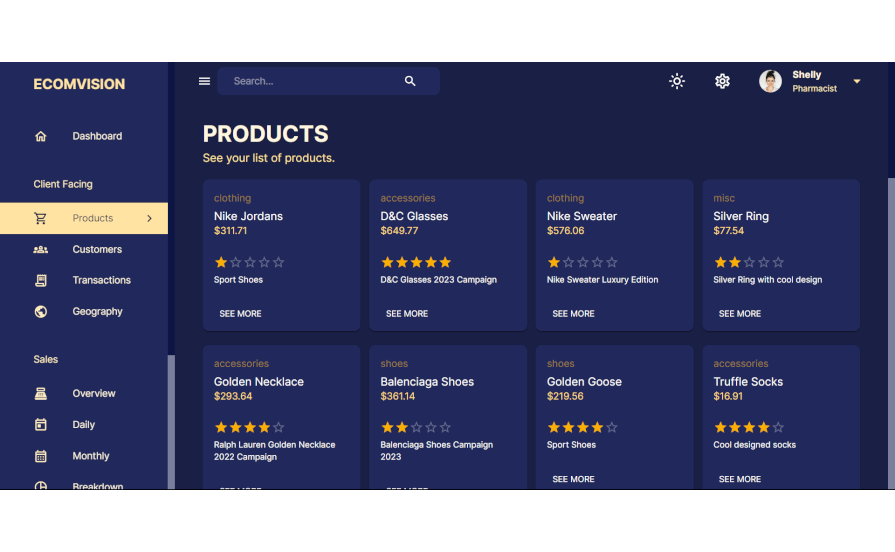 ECOMVISION
Search...
Shelly
Pharmacist
Dashboard
Client Facing
Products
Customers
Transactions
Geography
Sales
Overview
Daily
Monthly
Breakdown
PRODUCTS
See your list of products.
clothing
Nike Jordans
$311.71
Sport Shoes
SEE MORE
accessories
D&C Glasses
$649.77
D&C Glasses 2023 Campaign
SEE MORE
clothing
Nike Sweater
$576.06
Nike Sweater Luxury Edition
SEE MORE
misc
Silver Ring
$77.54
Silver Ring with cool design
SEE MORE
accessories
Golden Necklace
$293.64
Ralph Lauren Golden Necklace
2022 Campaign
SEE MORE
shoes
Balenciaga Shoes
$361.14
Balenciaga Shoes Campaign
2023
SEE MORE
shoes
Golden Goose
$219.56
Sport Shoes
SEE MORE
accessories
Truffle Socks
$16.91
Cool designed socks
SEE MORE